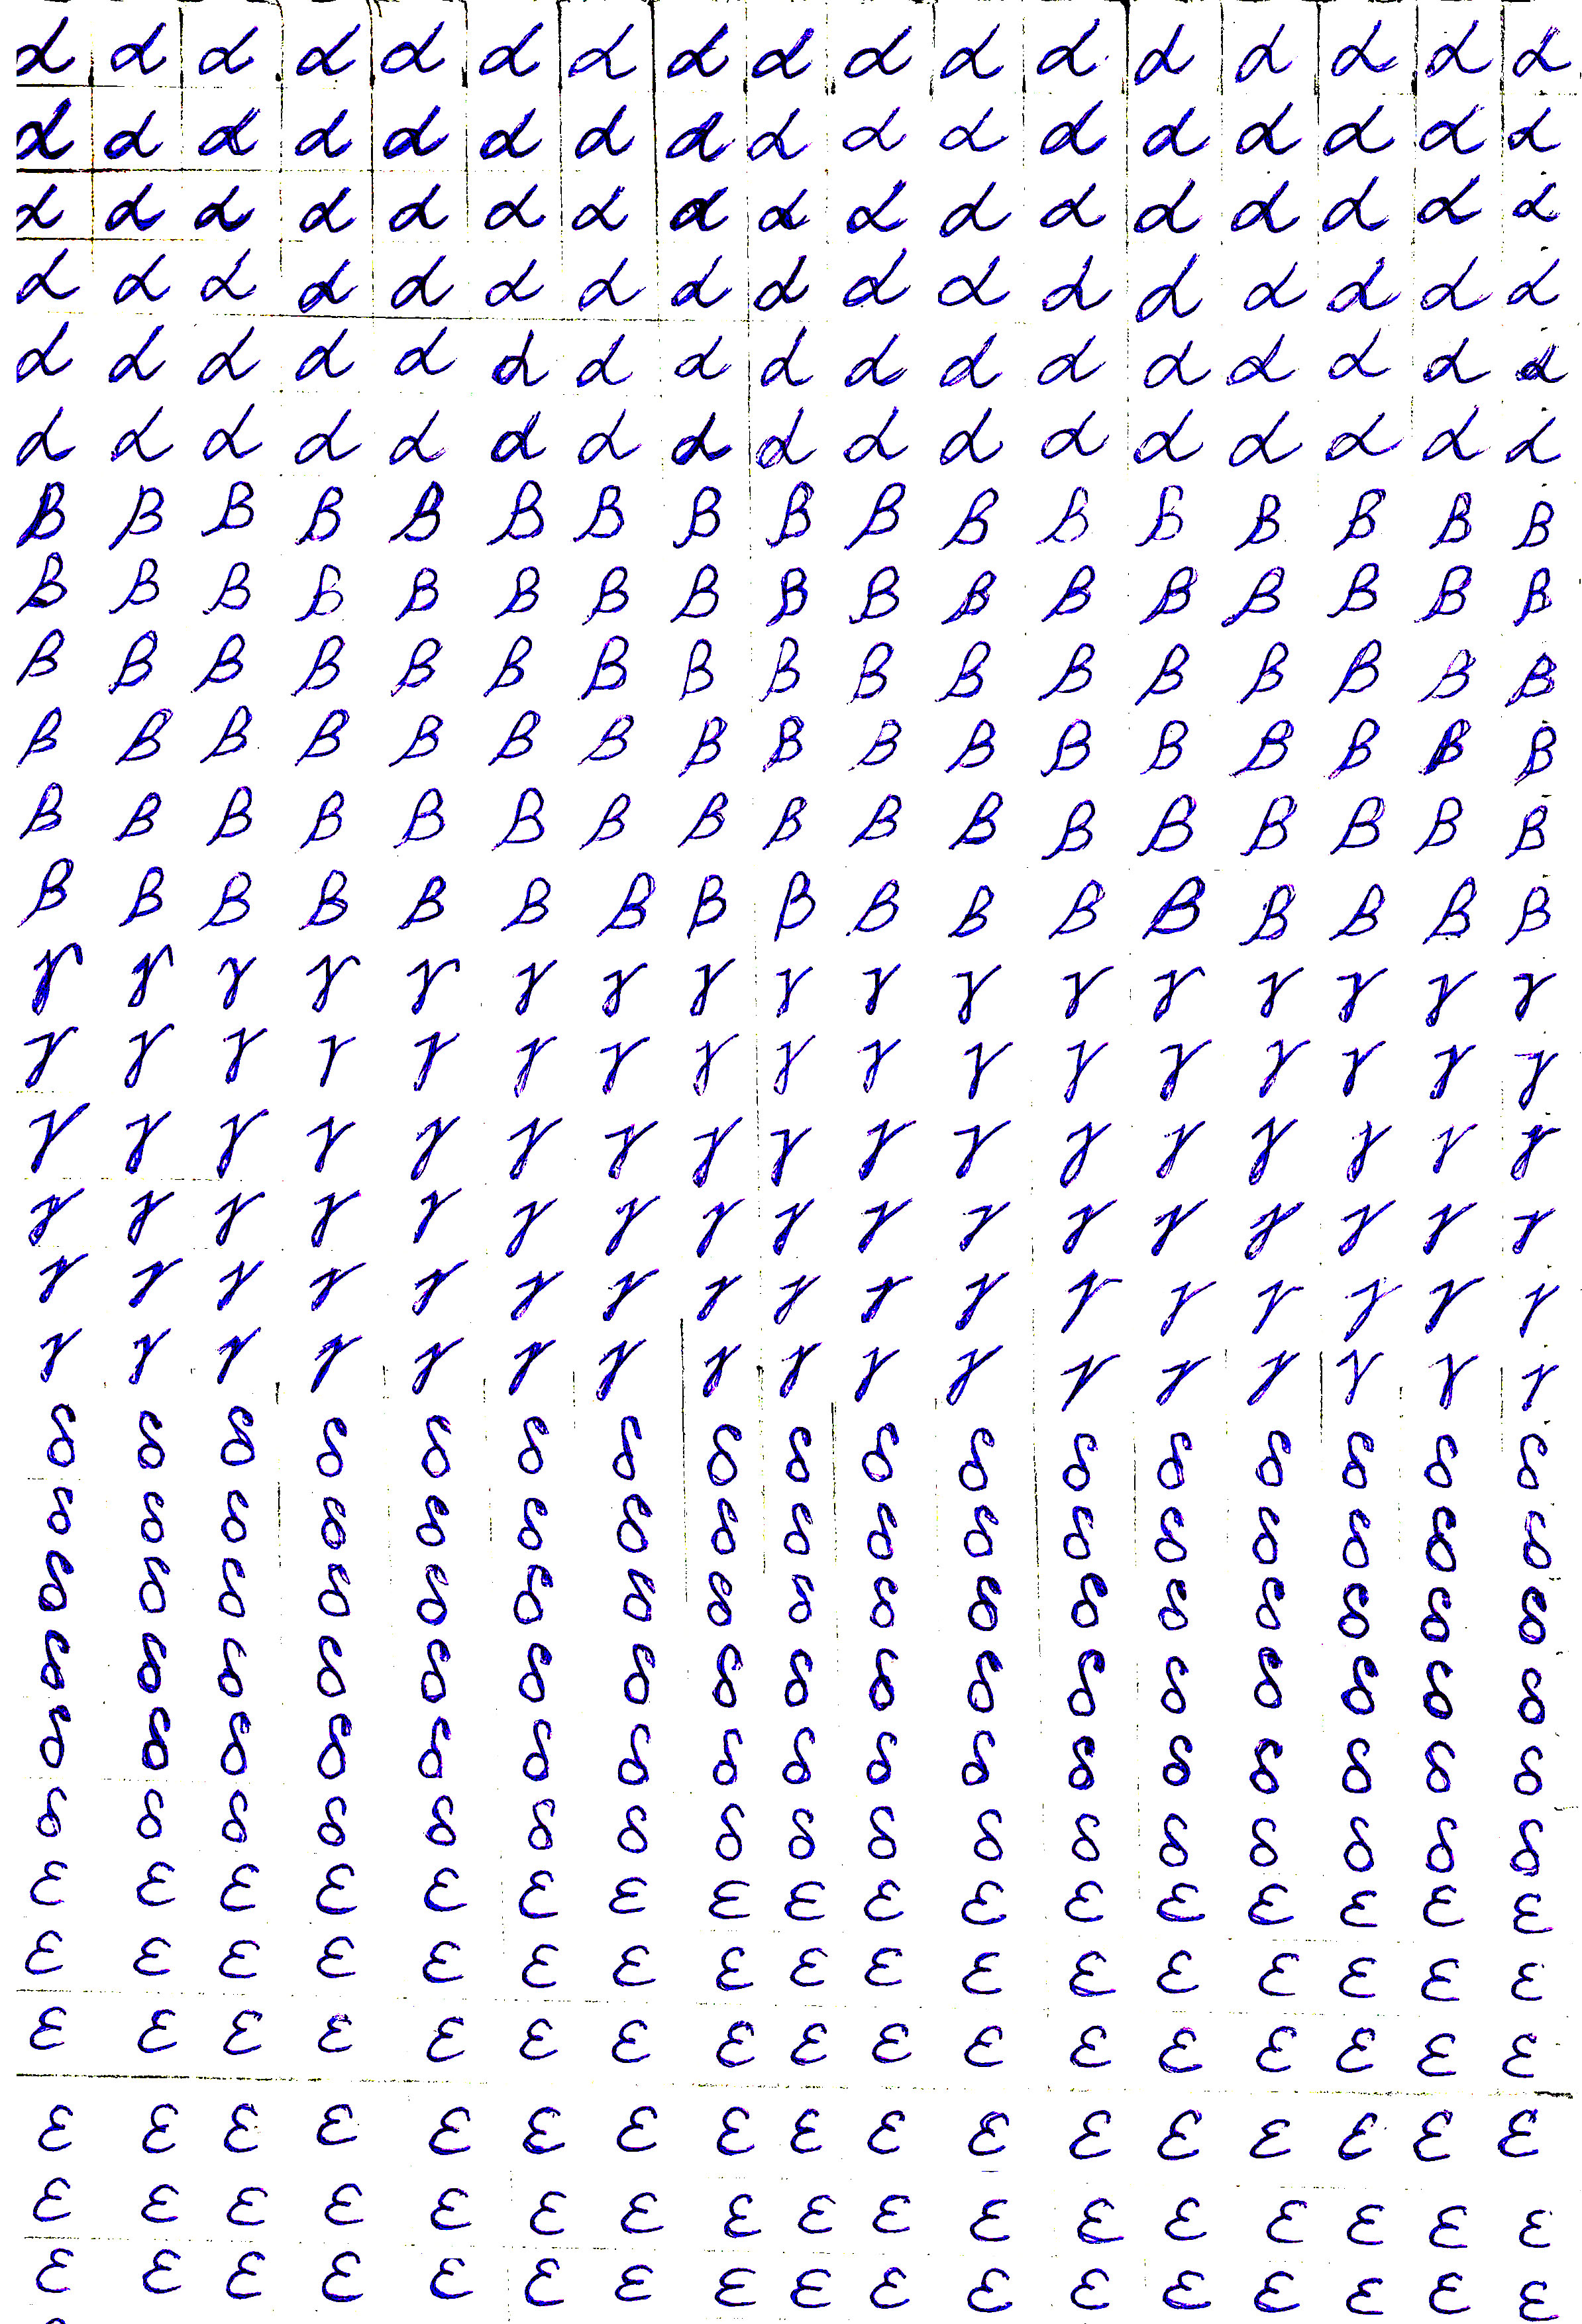 α α α α α α α α α α α α α α α α α
α α α α α α α α α α α α α α α α α
α α α α α α α α α α α α α α α α α
α α α α α α α α α α α α α α α α α
α α α α α α α α α α α α α α α α α
α α α α α α α α α α α α α α α α α
β β β β β β β β β β β β β β β β β
β β β β β β β β β β β β β β β β β
β β β β β β β β β β β β β β β β β
β β β β β β β β β β β β β β β β β
β β β β β β β β β β β β β β β β β
β β β β β β β β β β β β β β β β β
γ γ γ γ γ γ γ γ γ γ γ γ γ γ γ γ γ
γ γ γ γ γ γ γ γ γ γ γ γ γ γ γ γ γ
γ γ γ γ γ γ γ γ γ γ γ γ γ γ γ γ γ
γ γ γ γ γ γ γ γ γ γ γ γ γ γ γ γ γ
γ γ γ γ γ γ γ γ γ γ γ γ γ γ γ γ γ
γ γ γ γ γ γ γ γ γ γ γ γ γ γ γ γ γ
δ δ δ δ δ δ δ δ δ δ δ δ δ δ δ δ δ
δ δ δ δ δ δ δ δ δ δ δ δ δ δ δ δ δ
δ δ δ δ δ δ δ δ δ δ δ δ δ δ δ δ δ
δ δ δ δ δ δ δ δ δ δ δ δ δ δ δ δ δ
δ δ δ δ δ δ δ δ δ δ δ δ δ δ δ δ δ
δ δ δ δ δ δ δ δ δ δ δ δ δ δ δ δ δ
ε ε ε ε ε ε ε ε ε ε ε ε ε ε ε ε ε
ε ε ε ε ε ε ε ε ε ε ε ε ε ε ε ε ε
ε ε ε ε ε ε ε ε ε ε ε ε ε ε ε ε ε
ε ε ε ε ε ε ε ε ε ε ε ε ε ε ε ε ε
ε ε ε ε ε ε ε ε ε ε ε ε ε ε ε ε ε
ε ε ε ε ε ε ε ε ε ε ε ε ε ε ε ε ε